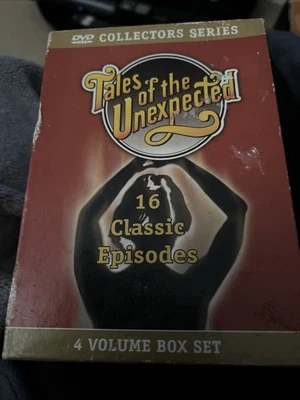 DVD COLLECTORS SERIES
Tales of the
Unexpected
16
Classic
Episodes
4 VOLUME BOX SET